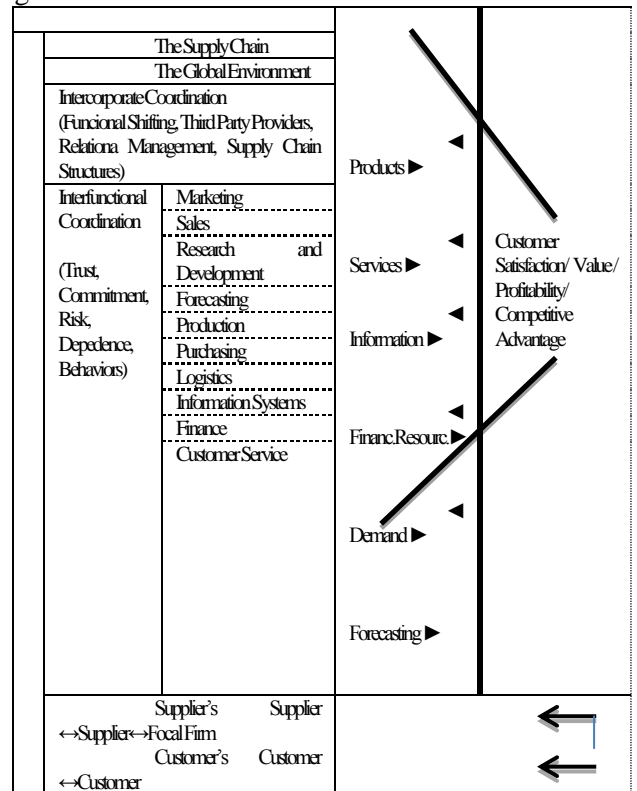 The Supply Chain
The Global Environment
Intercorporate Coordination
(Funcional Shifting, Third Party Providers,
Relationa Management, Supply Chain
Structures)
Interfunctional
Coordination
(Trust,
Commitment,
Risk,
Depedence,
Behaviors)
Marketing
Sales
Research and
Development
Forecasting
Production
Purchasing
Logistics
Information Systems
Finance
Customer Service
◄
Products ►
◄
Services ►
◄
Information ►
◄
Financ.Resourc. ►
◄
Demand ►
Forecasting ►
Customer
Satisfaction/ Value /
Profitability/
Competitive
Advantage
Supplier's Supplier
↔Supplier↔Focal Firm
Customer's Customer
↔Customer